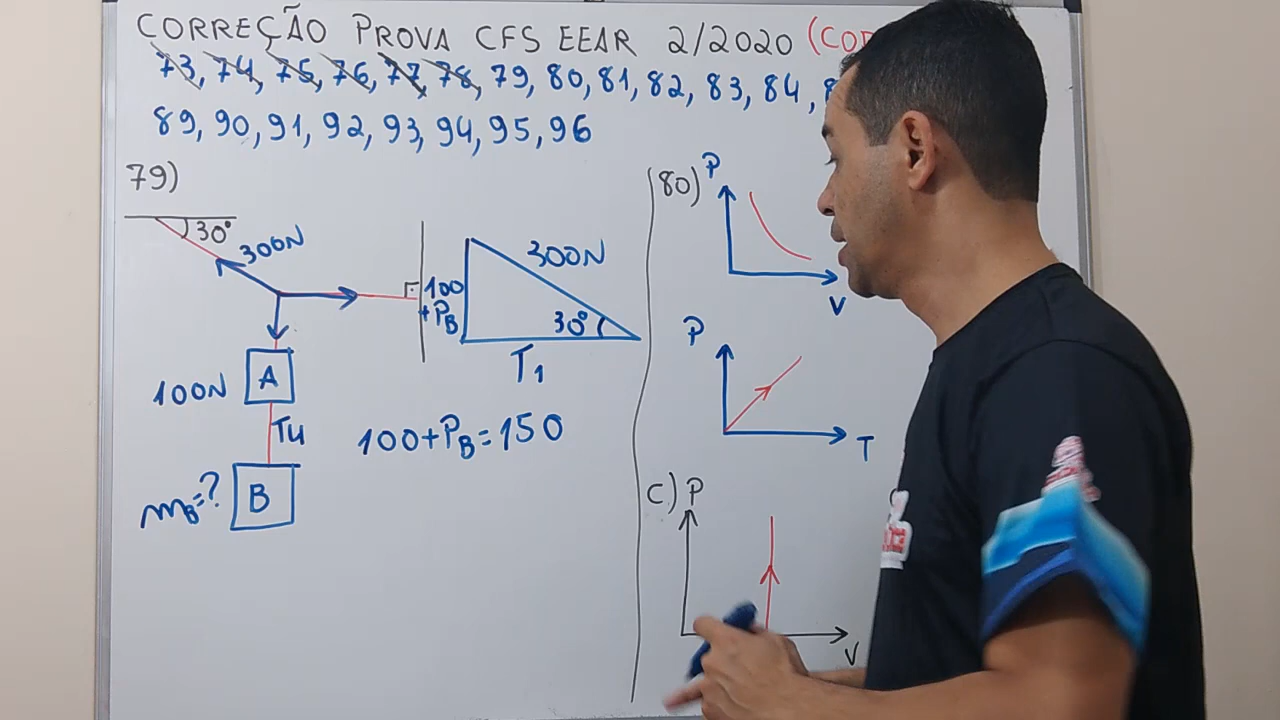 CORREÇÃO PROVA CFS EEAR 2/2020 (COD
73, 74, 75, 76, 77, 78, 79, 80, 81, 82, 83, 84, 8
89, 90, 91, 92, 93, 94, 95, 96
79)
30°
300N
100N
A
T4
mB=?
B
100
+PB
300N
30°
T1
100+PB=150
80)
P
V
P
T
C)
P
V